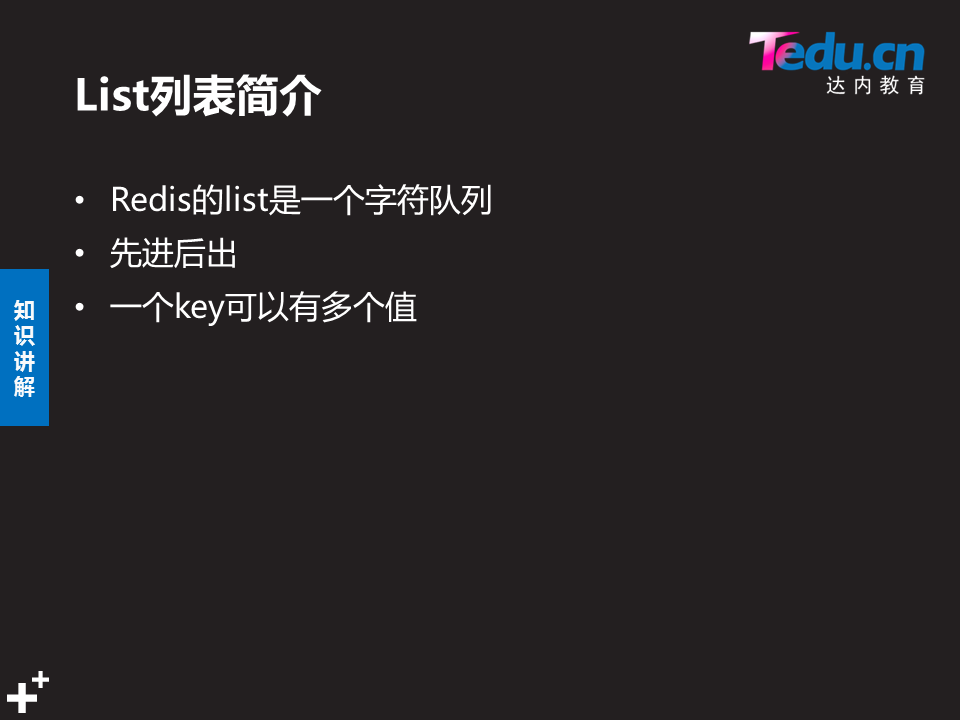 Tedu.cn
达内教育
List列表简介
• Redis的list是一个字符队列
• 先进后出
• 一个key可以有多个值
知
识
讲
解